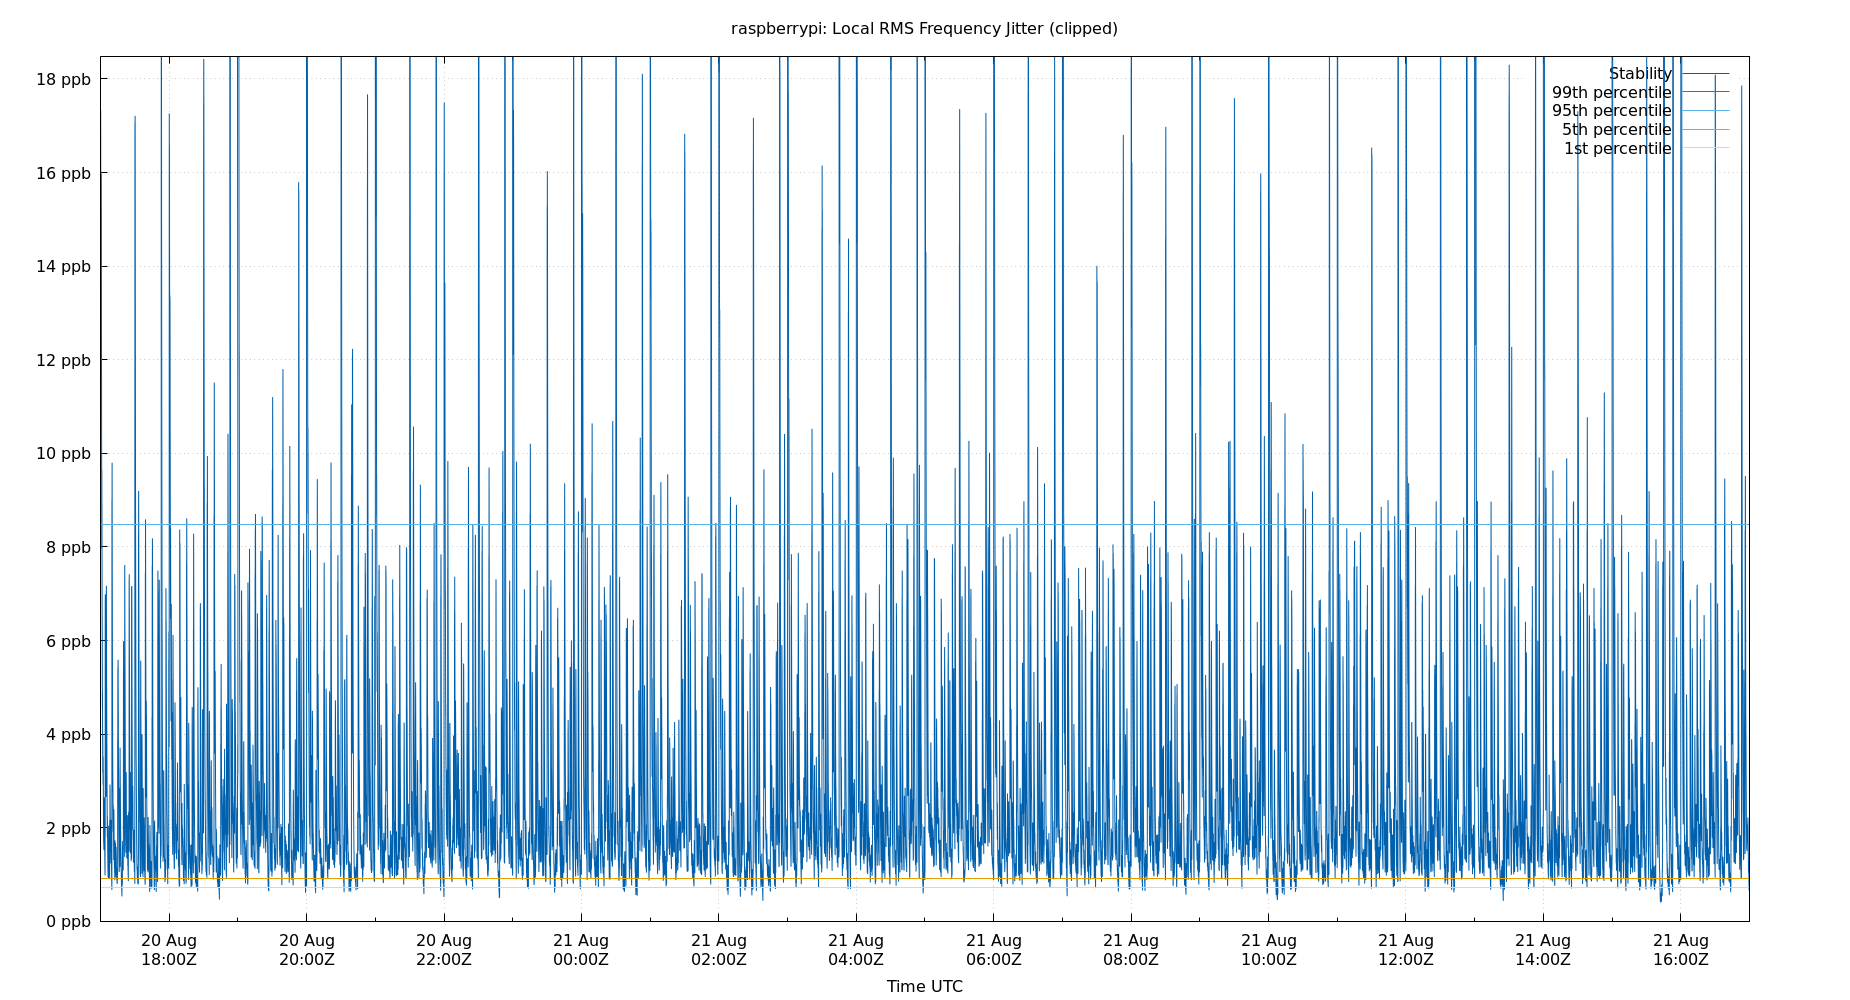 raspberrypi: Local RMS Frequency Jitter (clipped)
18 ppb
16 ppb
14 ppb
12 ppb
10 ppb
8 ppb
6 ppb
4 ppb
2 ppb
0 ppb
Stability
99th percentile
95th percentile
5th percentile
1st percentile
20 Aug 20 Aug 20 Aug 21 Aug 21 Aug 21 Aug 21 Aug 21 Aug 21 Aug 21 Aug 21 Aug 21 Aug
18:00Z 20:00Z 22:00Z 00:00Z 02:00Z 04:00Z 06:00Z 08:00Z 10:00Z 12:00Z 14:00Z 16:00Z
Time UTC